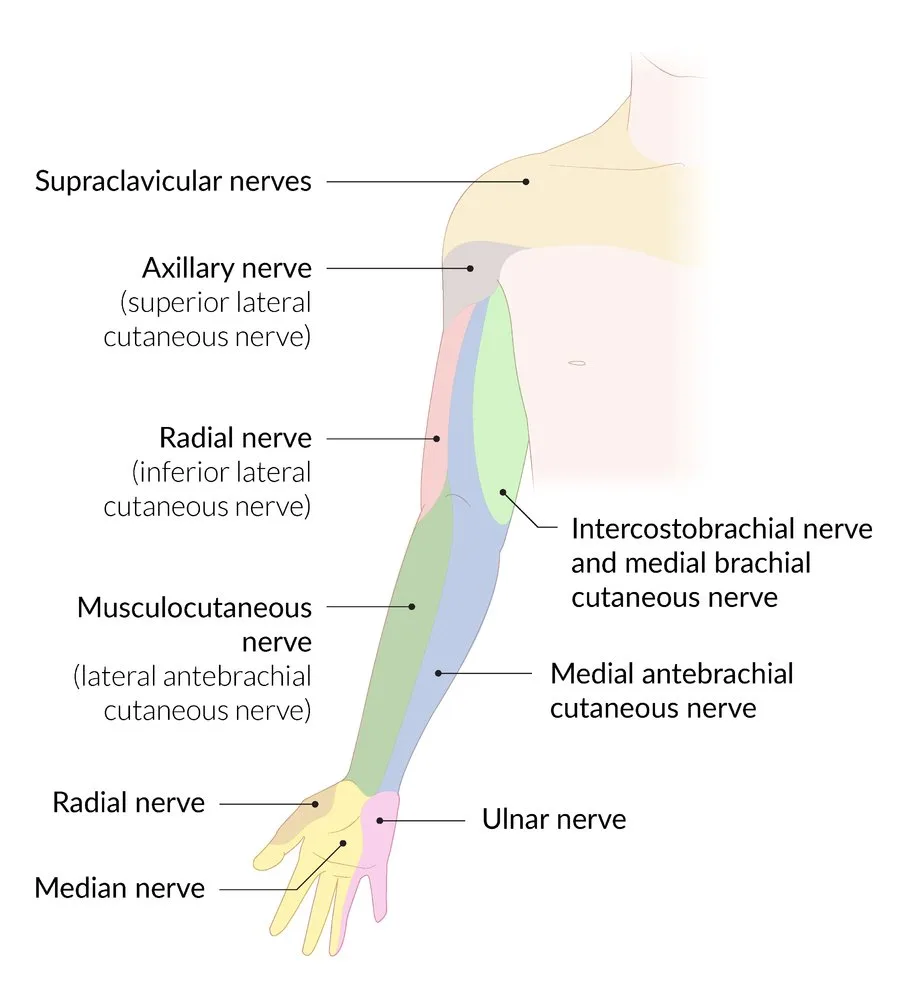 Supraclavicular nerves
Axillary nerve
(superior lateral
cutaneous nerve)
Radial nerve
(inferior lateral
cutaneous nerve)
Intercostobrachial nerve
and medial brachial
cutaneous nerve
Musculocutaneous
nerve
(lateral antebrachial
cutaneous nerve)
Medial antebrachial
cutaneous nerve
Radial nerve
Ulnar nerve
Median nerve